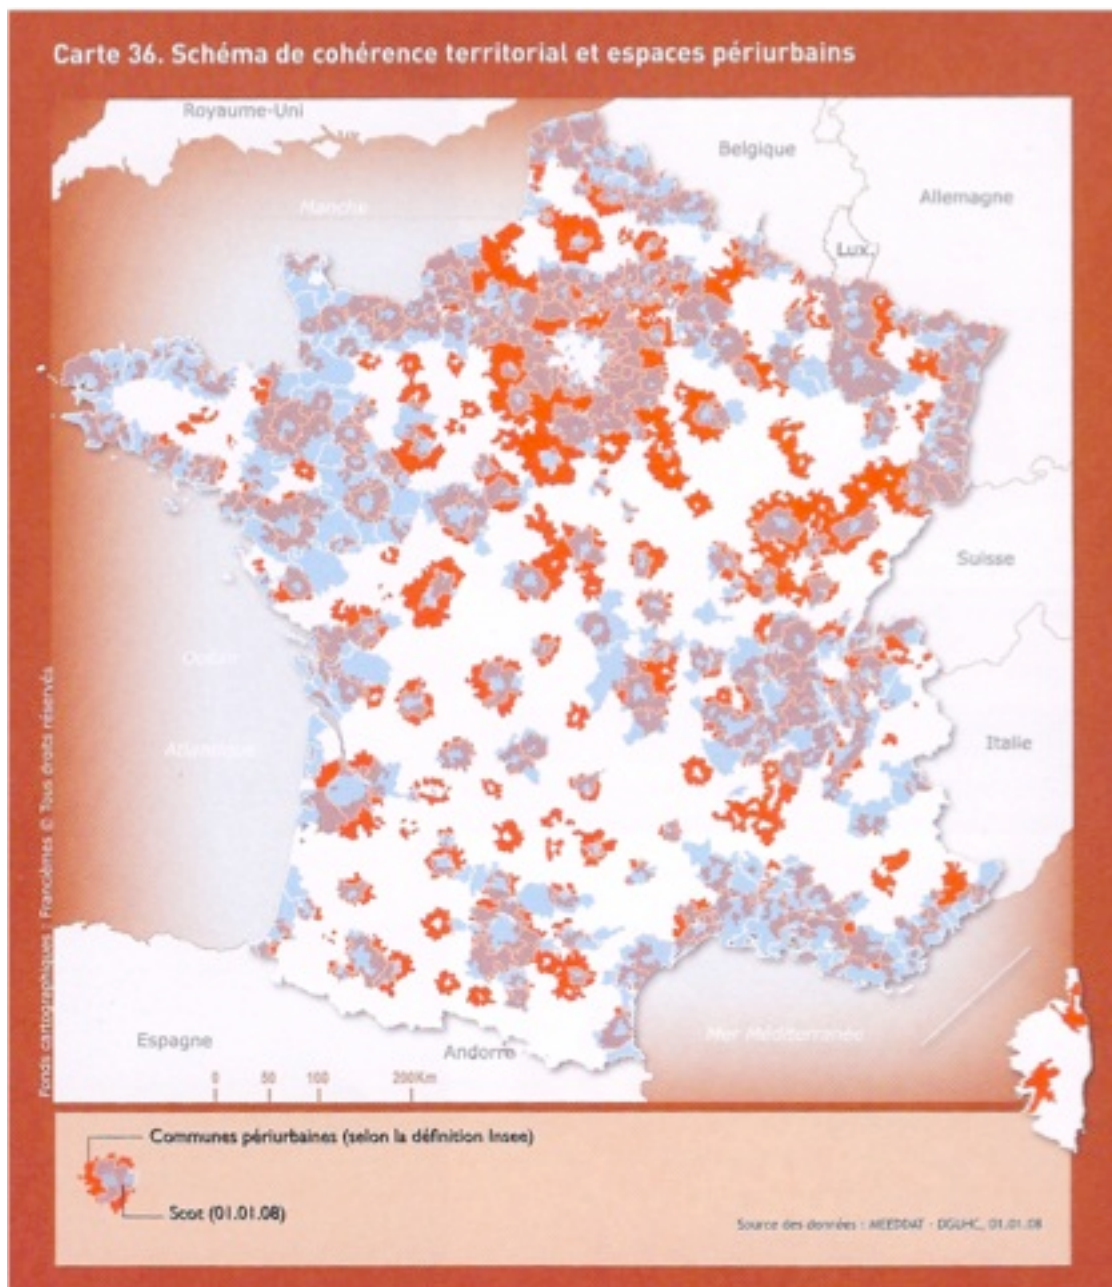 Carte 36. Schéma de cohérence territorial et espaces périurbains
Royaume-Uni
Belgique
Allemagne
Manche
Lux.
Suisse
Océan
Atlantique
Italie
Fonds cartographiques : Francièmes © Tous droits réservés
Mer Méditerranée
Espagne
Andorre
0 50 100 200Km
Communes périurbaines (selon la définition Insee)
Scot (01.01.08)
Source des données : MEEDDAT - DGUHC, 01.01.08